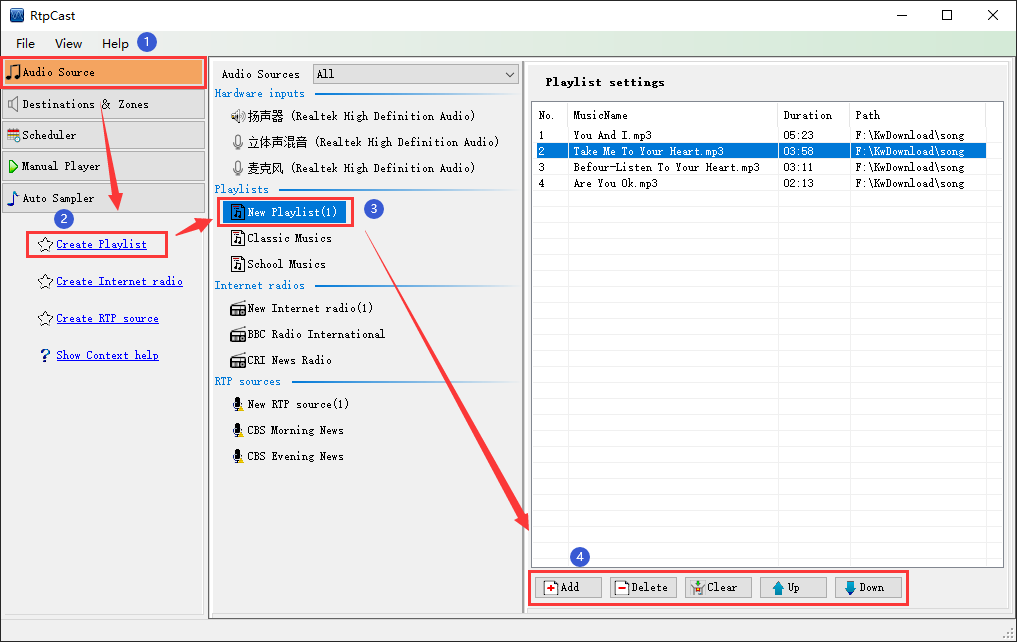 RtpCast
File View Help 1
Audio Source
Destinations & Zones
Scheduler
Manual Player
Auto Sampler
2
Create Playlist
Create Internet radio
Create RTP source
? Show Context help
Audio Sources All
Hardware inputs
扬声器 (Realtek High Definition Audio)
立体声混音 (Realtek High Definition Audio)
麦克风 (Realtek High Definition Audio)
Playlists
New Playlist(1) 3
Classic Musics
School Musics
Internet radios
New Internet radio(1)
BBC Radio International
CRI News Radio
RTP sources
New RTP source(1)
CBS Morning News
CBS Evening News
Playlist settings
No. MusicName Duration Path
1 You And I.mp3 05:23 F:\KwDownload\song
2 Take Me To Your Heart.mp3 03:58 F:\KwDownload\song
3 Befour-Listen To Your Heart.mp3 03:11 F:\KwDownload\song
4 Are You Ok.mp3 02:13 F:\KwDownload\song
4
Add Delete Clear Up Down